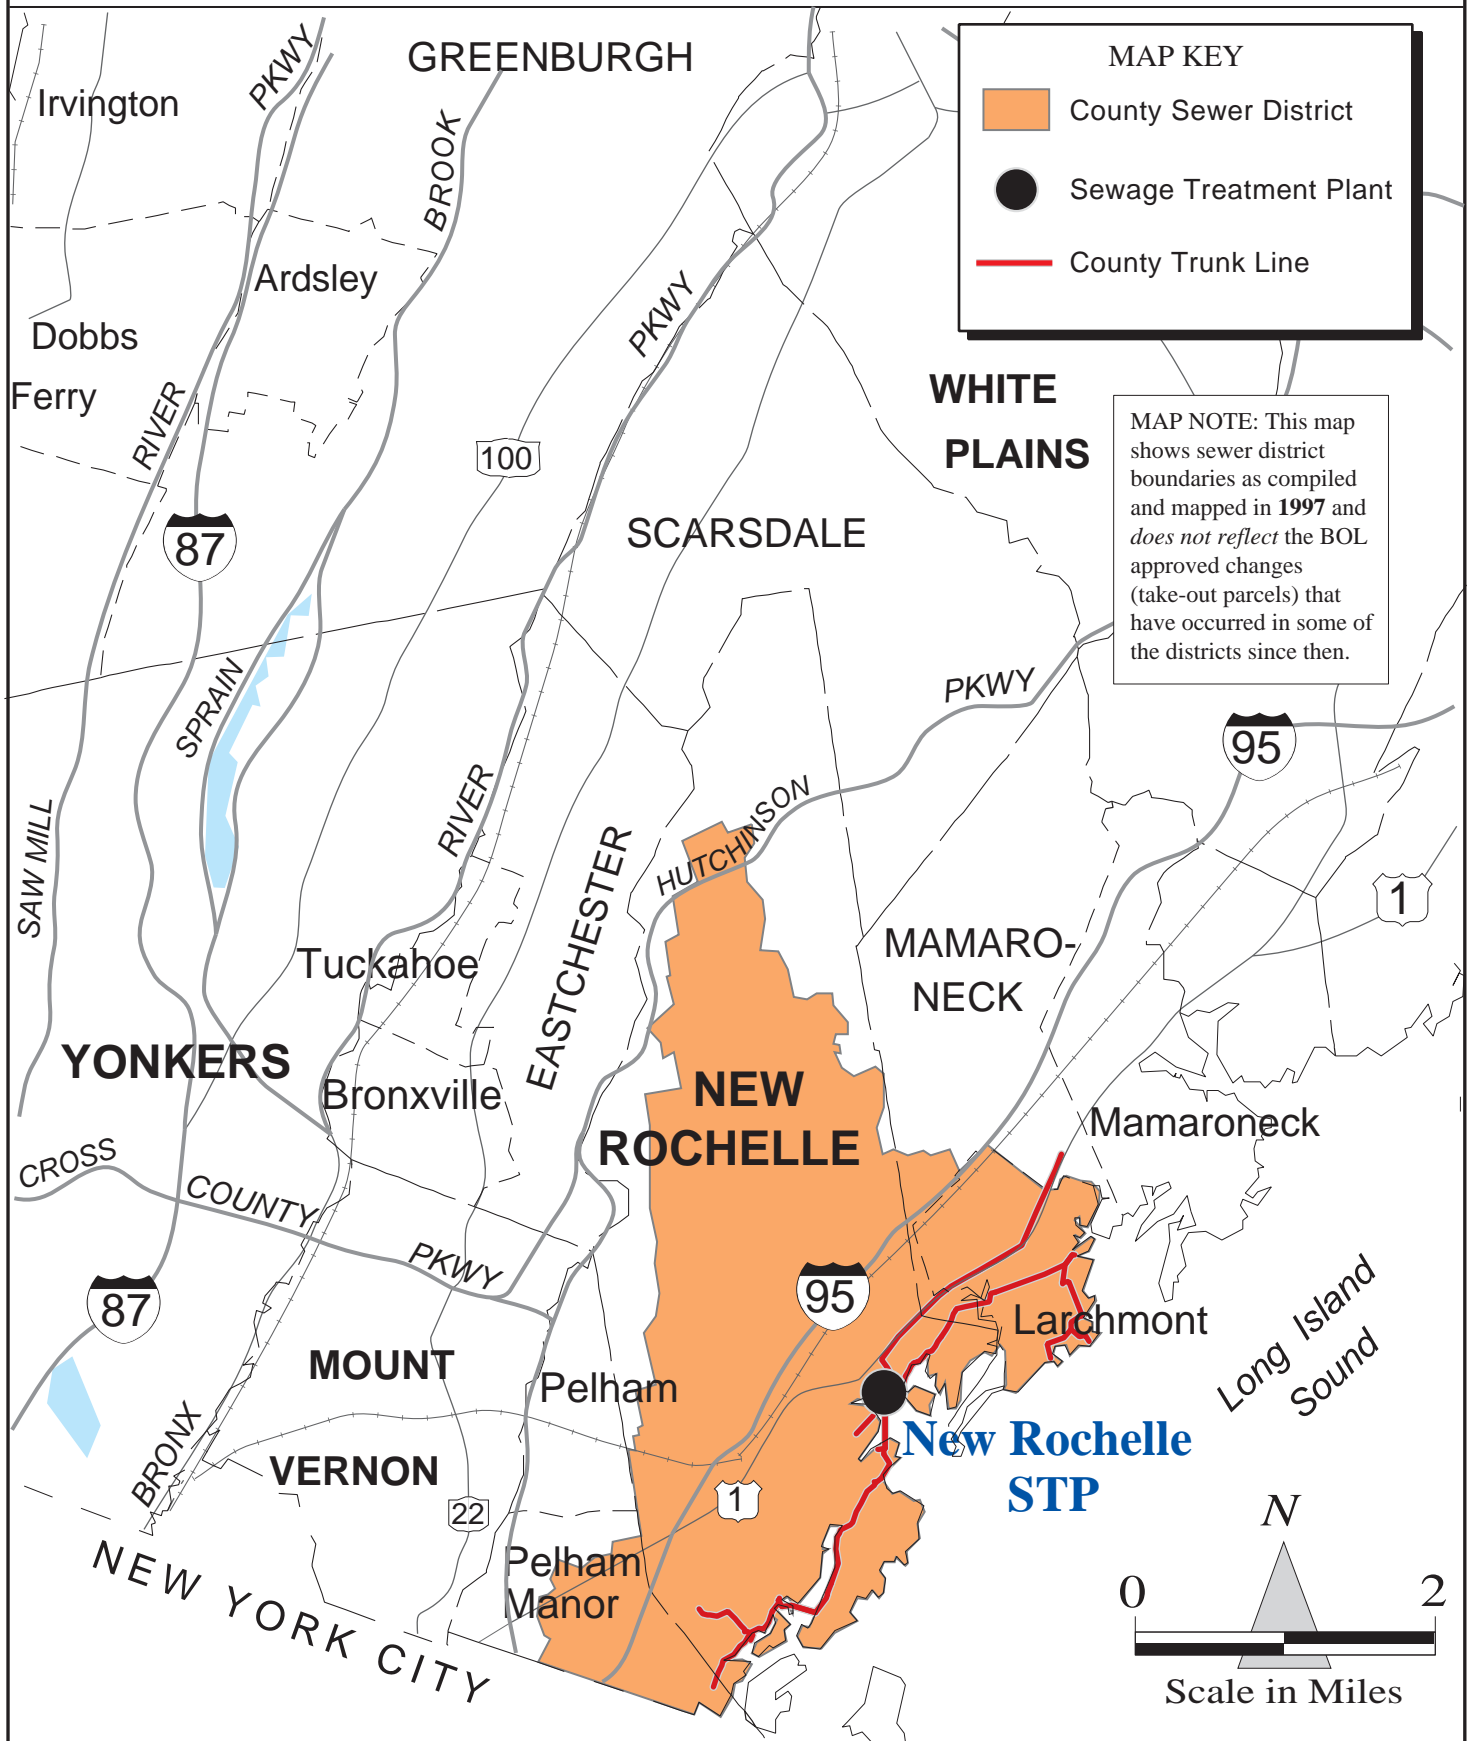 GREENBURGH
Irvington
PKWY
BROOK
Ardsley
Dobbs
Ferry
RIVER
PKWY
100
87
MAP KEY
County Sewer District
Sewage Treatment Plant
County Trunk Line
WHITE
PLAINS
MAP NOTE: This map
shows sewer district
boundaries as compiled
and mapped in 1997 and
does not reflect the BOL
approved changes
(take-out parcels) that
have occurred in some of
the districts since then.
SCARSDALE
SPRAIN
PKWY
95
SAW MILL
RIVER
HUTCHINSON
EASTCHESTER
1
Tuckahoe
MAMARO-
NECK
YONKERS
Bronxville
NEW
ROCHELLE
Mamaroneck
CROSS
COUNTY
PKWY
87
95
Larchmont
Long Island
Sound
MOUNT
VERNON
Pelham
BRONX
New Rochelle
STP
22
1
Pelham
Manor
NEW YORK CITY
N
0 2
Scale in Miles